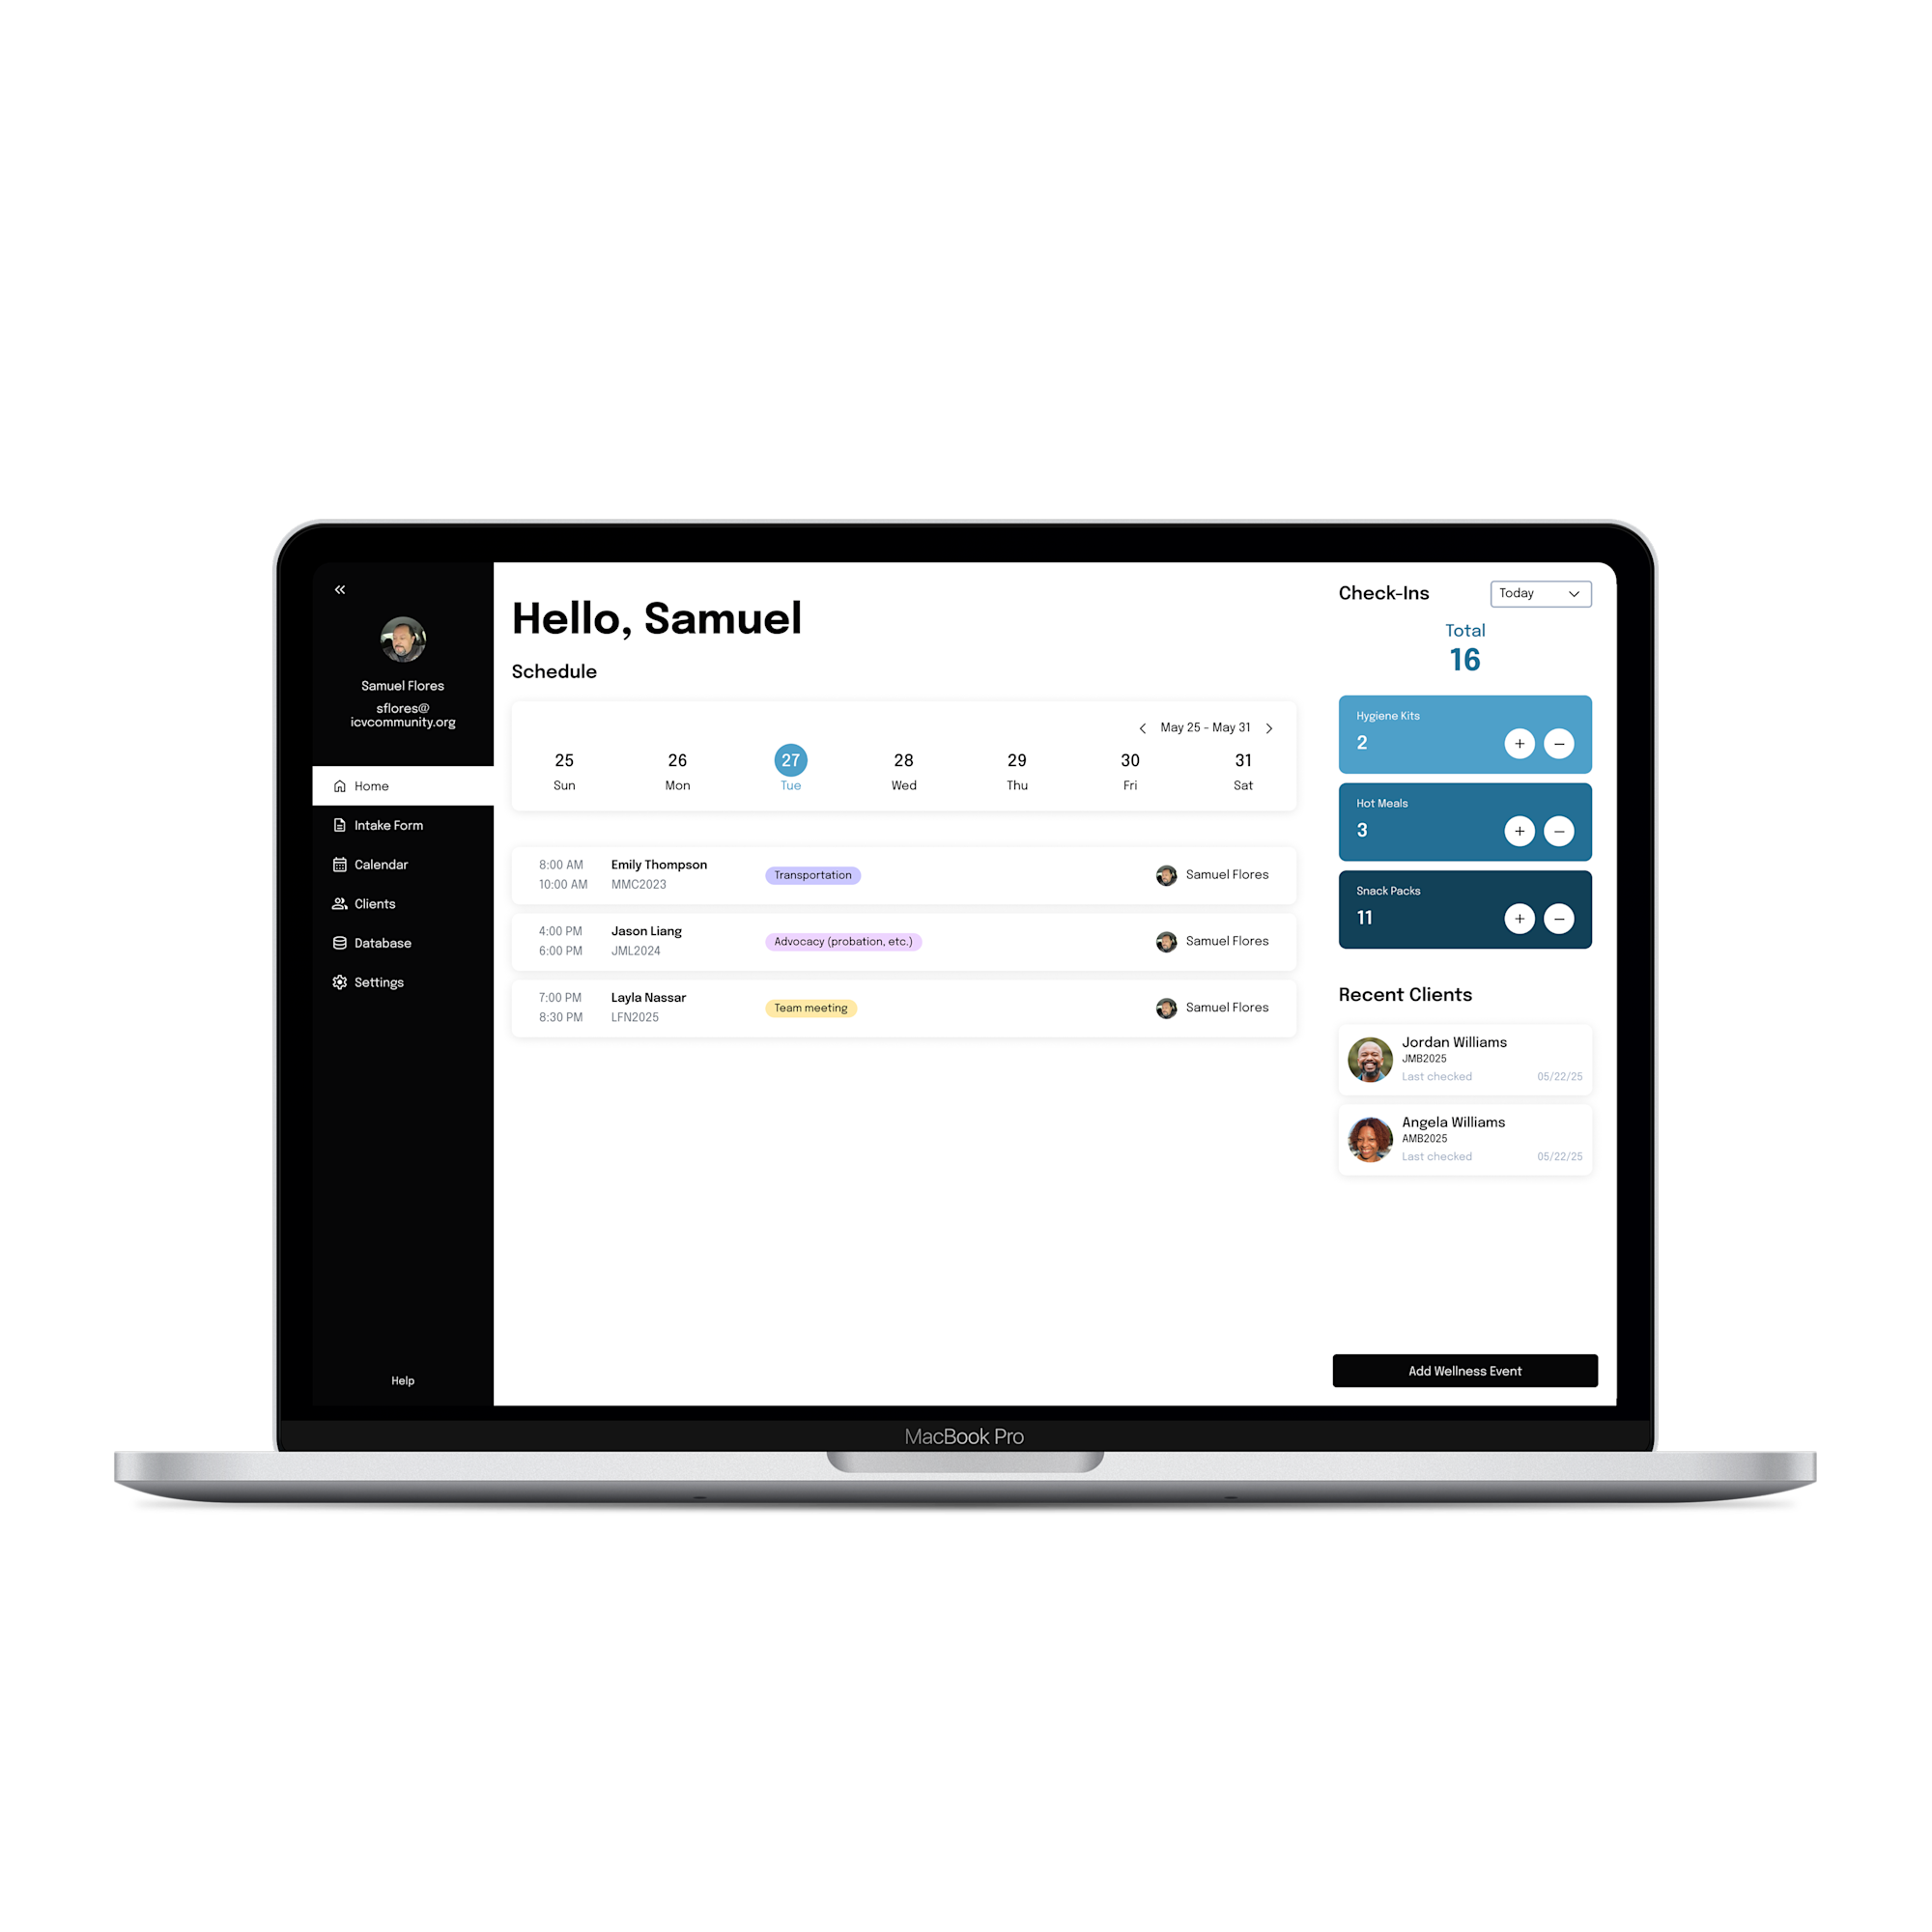 Samuel Flores
sflores@
icvcommunity.org
Home
Intake Form
Calendar
Clients
Database
Settings
Help
Hello, Samuel
Schedule
May 25 - May 31
25 26 27 28 29 30 31
Sun Mon Tue Wed Thu Fri Sat
8:00 AM Emily Thompson
10:00 AM MMC2023
Transportation
Samuel Flores
4:00 PM Jason Liang
6:00 PM JML2024
Advocacy (probation, etc.)
Samuel Flores
7:00 PM Layla Nassar
8:30 PM LFN2025
Team meeting
Samuel Flores
Check-Ins
Today
Total
16
Hygiene Kits
2
+ −
Hot Meals
3
+ −
Snack Packs
11
+ −
Recent Clients
Jordan Williams
JMB2025
Last checked 05/22/25
Angela Williams
AMB2025
Last checked 05/22/25
Add Wellness Event
MacBook Pro